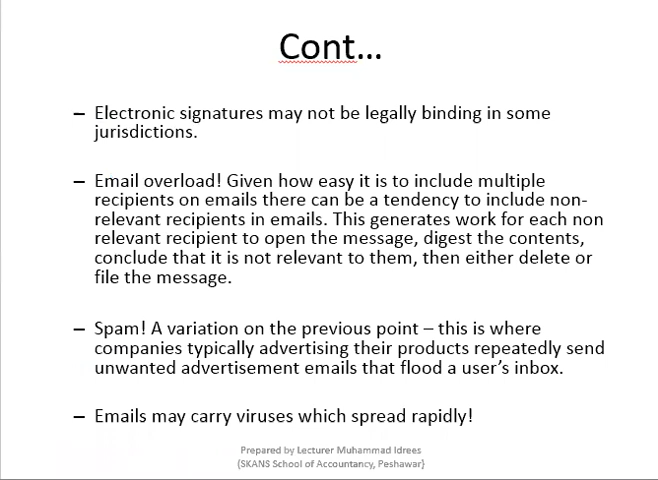 Cont...
– Electronic signatures may not be legally binding in some
jurisdictions.
– Email overload! Given how easy it is to include multiple
recipients on emails there can be a tendency to include non-
relevant recipients in emails. This generates work for each non
relevant recipient to open the message, digest the contents,
conclude that it is not relevant to them, then either delete or
file the message.
– Spam! A variation on the previous point – this is where
companies typically advertising their products repeatedly send
unwanted advertisement emails that flood a user’s inbox.
– Emails may carry viruses which spread rapidly!
Prepared by Lecturer Muhammad Idrees
(SKANS School of Accountancy, Peshawar}